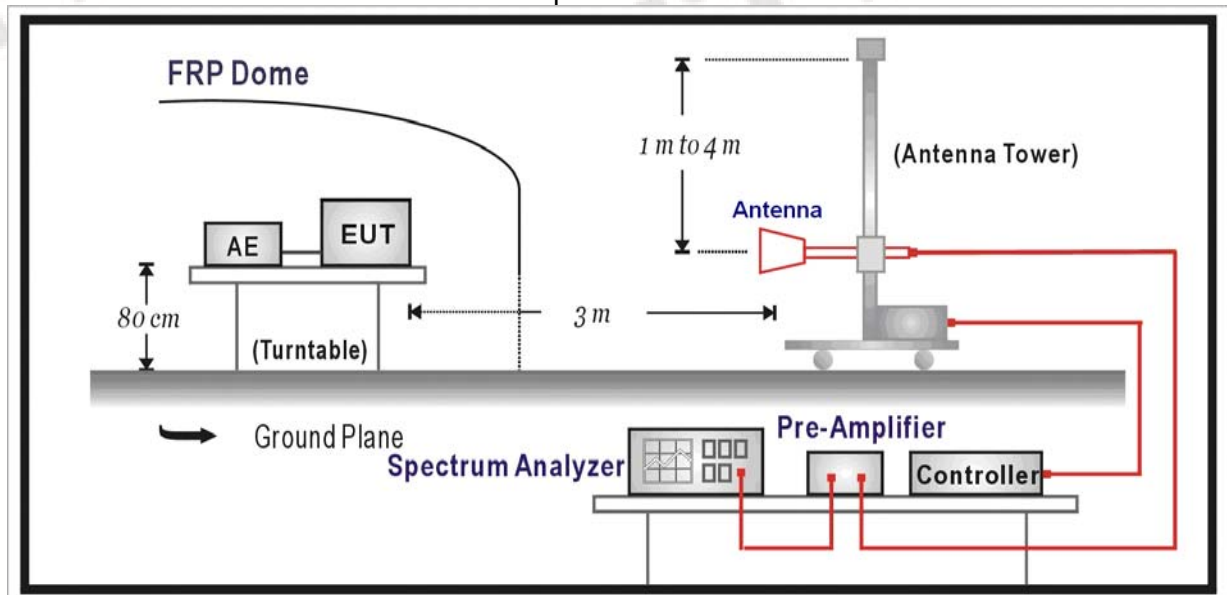 FRP Dome
1 m to 4 m
(Antenna Tower)
Antenna
AE
EUT
80 cm
3 m
(Turntable)
Ground Plane
Pre-Amplifier
Spectrum Analyzer
Controller